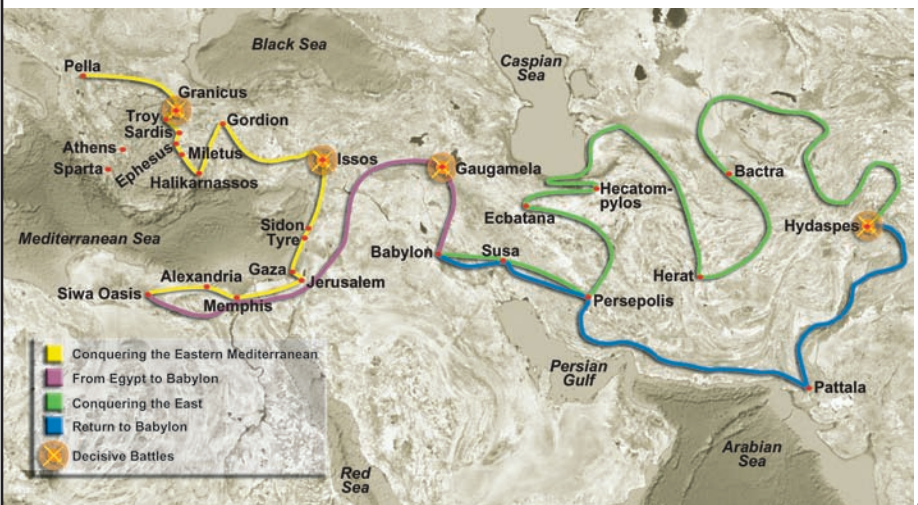 Black Sea
Caspian
Sea
Pella
Granicus
Troy
Sardis
Gordion
Athens
Ephesus
Miletus
Sparta
Halikarnassos
Issos
Gaugamela
Bactra
Hecatom-
pylos
Ecbatana
Hydaspes
Sidon
Tyre
Mediterranean Sea
Babylon
Susa
Gaza
Jerusalem
Herat
Alexandria
Siwa Oasis
Memphis
Persepolis
Conquering the Eastern Mediterranean
From Egypt to Babylon
Conquering the East
Return to Babylon
Decisive Battles
Persian
Gulf
Pattala
Arabian
Sea
Red
Sea